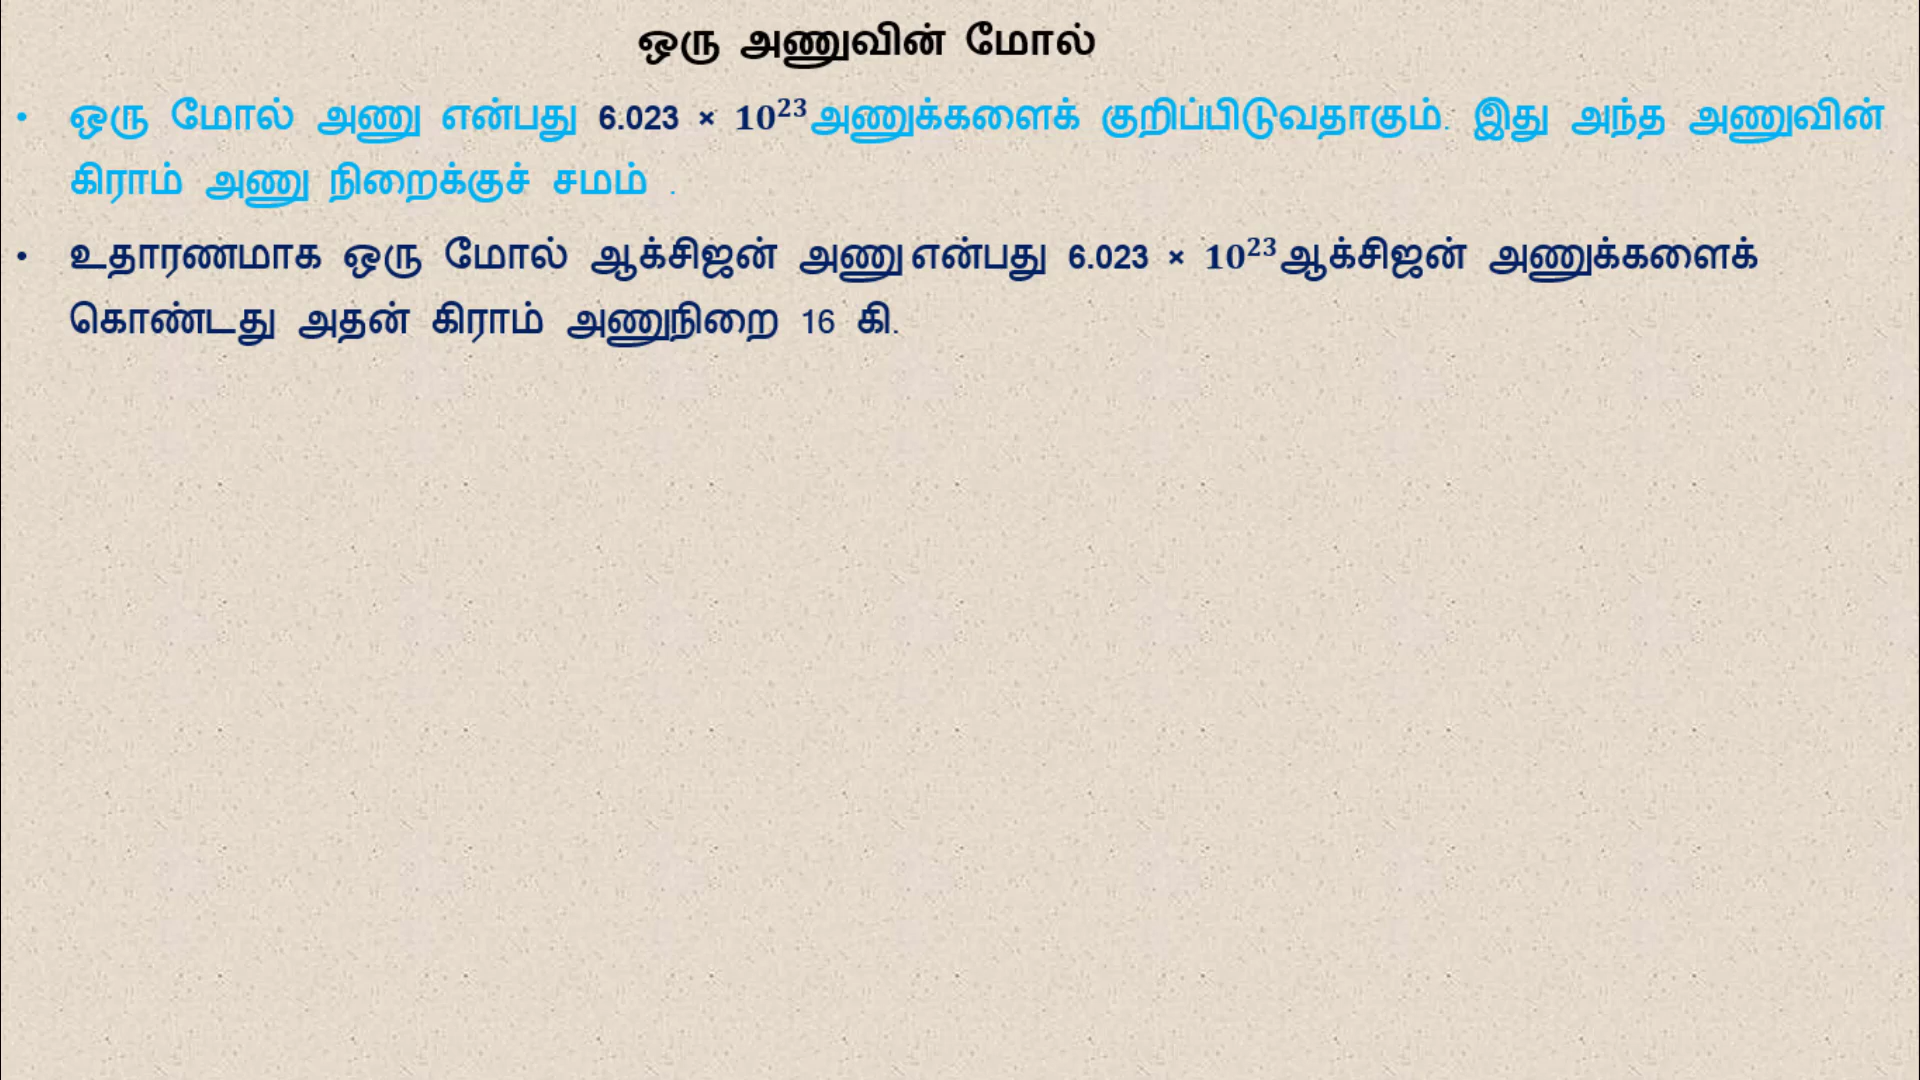 ஒரு அணுவின் மோல்
• ஒரு மோல் அணு என்பது 6.023 × 10²³அணுக்களைக் குறிப்பிடுவதாகும். இது அந்த அணுவின்
கிராம் அணு நிறைக்குச் சமம் .
• உதாரணமாக ஒரு மோல் ஆக்சிஜன் அணு என்பது 6.023 × 10²³ஆக்சிஜன் அணுக்களைக்
கொண்டது அதன் கிராம் அணுநிறை 16 கி.